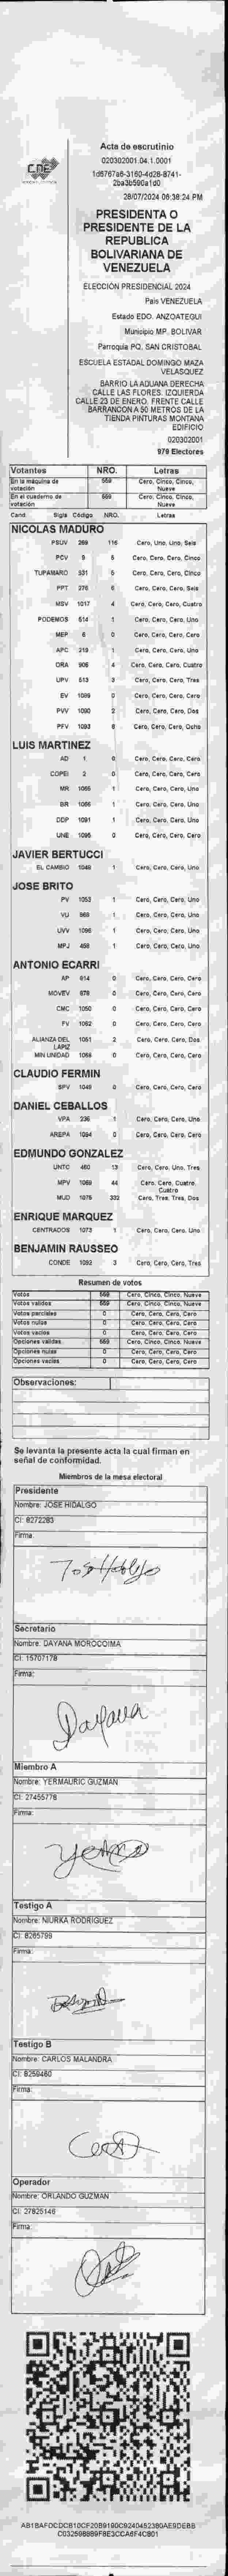 CNE
Acta de escrutinio
020302001.04.1.0001
28/07/2024 06:38:24 PM
PRESIDENTA O
PRESIDENTE DE LA
REPUBLICA
BOLIVARIANA DE
VENEZUELA
ELECCIÓN PRESIDENCIAL 2024
País VENEZUELA
Estado EDO. ANZOATEGUI
Municipio MP. BOLIVAR
Parroquia PQ. SAN CRISTOBAL
ESCUELA ESTADAL DOMINGO MAZA
VELASQUEZ
BARRIO LA ADUANA DERECHA
CALLE LAS FLORES. IZQUIERDA
CALLE 23 DE ENERO. FRENTE CALLE
BARRANCON A 50 METROS DE LA
TIENDA PINTURAS MONTANA
EDIFICIO
020302001
979 Electores
Votantes NRO. Letras
En la máquina de votación 559 Cero, Cinco, Cinco, Nueve
En el cuaderno de votación 559 Cero, Cinco, Cinco, Nueve
Cand. Sigla Código NRO. Letras
NICOLAS MADURO
PSUV 269 116 Cero, Uno, Uno, Seis
PCV 9 5 Cero, Cero, Cero, Cinco
TUPAMARO 531 5 Cero, Cero, Cero, Cinco
PPT 276 6 Cero, Cero, Cero, Seis
MSV 1017 4 Cero, Cero, Cero, Cuatro
PODEMOS 514 1 Cero, Cero, Cero, Uno
MEP 6 0 Cero, Cero, Cero, Cero
APC 219 1 Cero, Cero, Cero, Uno
ORA 906 4 Cero, Cero, Cero, Cuatro
UPV 513 3 Cero, Cero, Cero, Tres
EV 1089 0 Cero, Cero, Cero, Cero
PVV 1090 2 Cero, Cero, Cero, Dos
PFV 1093 8 Cero, Cero, Cero, Ocho
LUIS MARTINEZ
AD 1 0 Cero, Cero, Cero, Cero
COPEI 2 0 Cero, Cero, Cero, Cero
MR 1065 1 Cero, Cero, Cero, Uno
BR 1066 1 Cero, Cero, Cero, Uno
DDP 1091 1 Cero, Cero, Cero, Uno
UNE 1095 0 Cero, Cero, Cero, Cero
JAVIER BERTUCCI
EL CAMBIO 1048 1 Cero, Cero, Cero, Uno
JOSE BRITO
PV 1053 1 Cero, Cero, Cero, Uno
VU 968 1 Cero, Cero, Cero, Uno
UVV 1096 1 Cero, Cero, Cero, Uno
MPJ 458 1 Cero, Cero, Cero, Uno
ANTONIO ECARRI
AP 914 0 Cero, Cero, Cero, Cero
MOVEV 878 0 Cero, Cero, Cero, Cero
CMC 1050 0 Cero, Cero, Cero, Cero
FV 1062 0 Cero, Cero, Cero, Cero
ALIANZA DEL LAPIZ 1051 2 Cero, Cero, Cero, Dos
MIN UNIDAD 1056 0 Cero, Cero, Cero, Cero
CLAUDIO FERMIN
SPV 1049 0 Cero, Cero, Cero, Cero
DANIEL CEBALLOS
VPA 236 1 Cero, Cero, Cero, Uno
AREPA 1094 0 Cero, Cero, Cero, Cero
EDMUNDO GONZALEZ
UNTC 460 13 Cero, Cero, Uno, Tres
MPV 1069 44 Cero, Cero, Cuatro, Cuatro
MUD 1075 332 Cero, Tres, Tres, Dos
ENRIQUE MARQUEZ
CENTRADOS 1073 1 Cero, Cero, Cero, Uno
BENJAMIN RAUSSEO
CONDE 1092 3 Cero, Cero, Cero, Tres
Resumen de votos
Votos 559 Cero, Cinco, Cinco, Nueve
Votos válidos 559 Cero, Cinco, Cinco, Nueve
Votos parciales 0 Cero, Cero, Cero, Cero
Votos nulos 0 Cero, Cero, Cero, Cero
Votos vacíos 0 Cero, Cero, Cero, Cero
Opciones válidas 559 Cero, Cinco, Cinco, Nueve
Opciones nulas 0 Cero, Cero, Cero, Cero
Opciones vacías 0 Cero, Cero, Cero, Cero
Observaciones:
Se levanta la presente acta la cual firman en
señal de conformidad.
Miembros de la mesa electoral
Presidente
Nombre: JOSE HIDALGO
CI: 8272283
Firma:
Jose Hidalgo
Secretario
Nombre: DAYANA MOROCOIMA
CI: 15707178
Firma:
Dayana
Miembro A
Nombre: YERMAURIC GUZMAN
CI: 27455776
Firma:
Testigo A
Nombre: NIURKA RODRIGUEZ
CI: 8265799
Firma:
Testigo B
Nombre: CARLOS MALANDRA
CI: 8259460
Firma:
Operador
Nombre: ORLANDO GUZMAN
CI: 27825146
Firma: